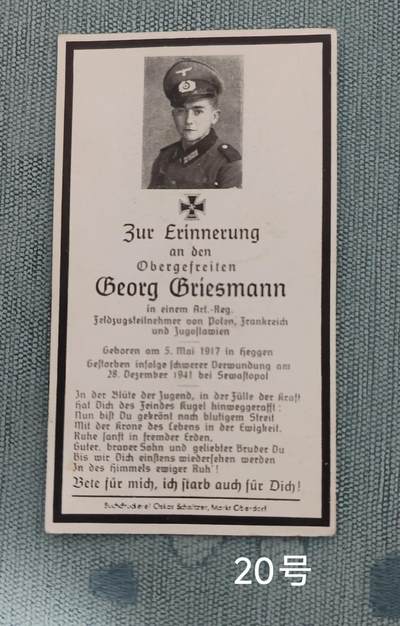 Zur Erinnerung
an den
Obergefreiten
Georg Griesmann
in einem Art.-Reg.
Feldzugsteilnehmer von Polen, Frankreich
und Jugoslawien
Geboren am 5. Mai 1917 in Heggen
Gestorben infolge schwerer Verwundung am
28. Dezember 1941 bei Sewastopol
In der Blüte der Jugend, in der Fülle der Kraft
Hat Dich des Feindes Kugel hinweggerafft:
Nun bist Du gekrönt nach blutigem Streit
Mit der Krone des Lebens in der Ewigkeit.
Ruhe sanft in fremder Erden,
Guter, braver Sohn und geliebter Bruder Du
Bis wir Dich einstens wiedersehen werden
In des Himmels ewiger Ruh'!
Bete für mich, ich starb auch für Dich!
Buchdruckerei Oskar Schnitzer, Markt Oberdorf
20号